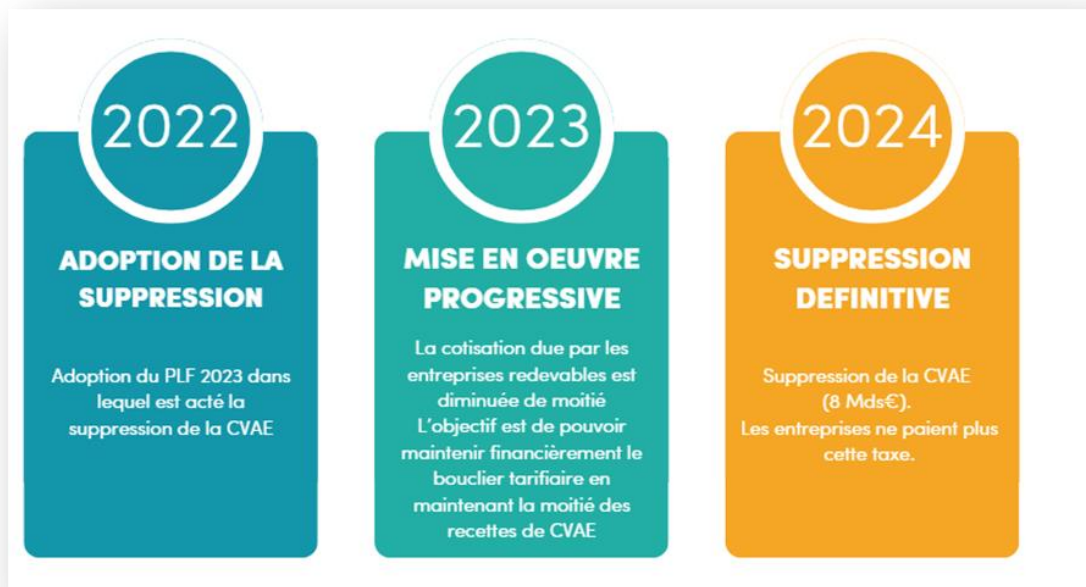 2022
ADOPTION DE LA
SUPPRESSION
Adoption du PLF 2023 dans
lequel est acté la
suppression de la CVAE
2023
MISE EN OEUVRE
PROGRESSIVE
La cotisation due par les
entreprises redevables est
diminuée de moitié
L'objectif est de pouvoir
maintenir financièrement le
bouclier tarifiaire en
maintenant la moitié des
recettes de CVAE
2024
SUPPRESSION
DEFINITIVE
Suppression de la CVAE
(8 Mds€).
Les entreprises ne paient plus
cette taxe.